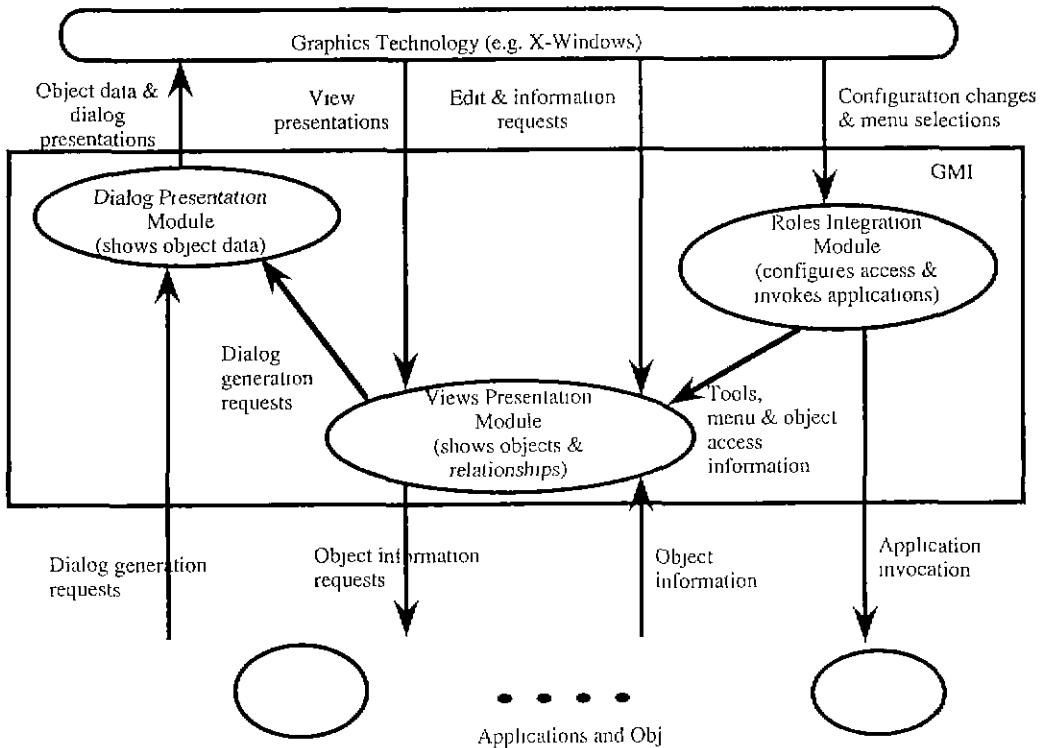 Graphics Technology (e.g. X-Windows)
Object data &
dialog
presentations
View
presentations
Edit & information
requests
Configuration changes
& menu selections
GMI
Dialog Presentation
Module
(shows object data)
Roles Integration
Module
(configures access &
invokes applications)
Dialog
generation
requests
Views Presentation
Module
(shows objects &
relationships)
Tools,
menu & object
access
information
Dialog generation
requests
Object information
requests
Object
information
Application
invocation
Applications and Obj